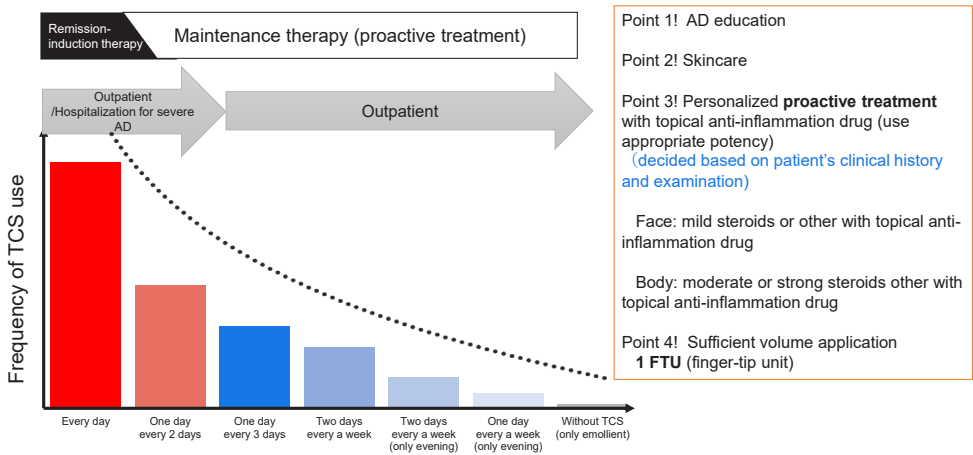 Remission-
induction therapy
Maintenance therapy (proactive treatment)
Outpatient
/Hospitalization for severe
AD
Outpatient
Frequency of TCS use
Every day
One day
every 2 days
One day
every 3 days
Two days
every a week
Two days
every a week
(only evening)
One day
every a week
(only evening)
Without TCS
(only emollient)
Point 1! AD education
Point 2! Skincare
Point 3! Personalized proactive treatment
with topical anti-inflammation drug (use
appropriate potency)
（decided based on patient's clinical history
and examination)
Face: mild steroids or other with topical anti-
inflammation drug
Body: moderate or strong steroids other with
topical anti-inflammation drug
Point 4! Sufficient volume application
1 FTU (finger-tip unit)